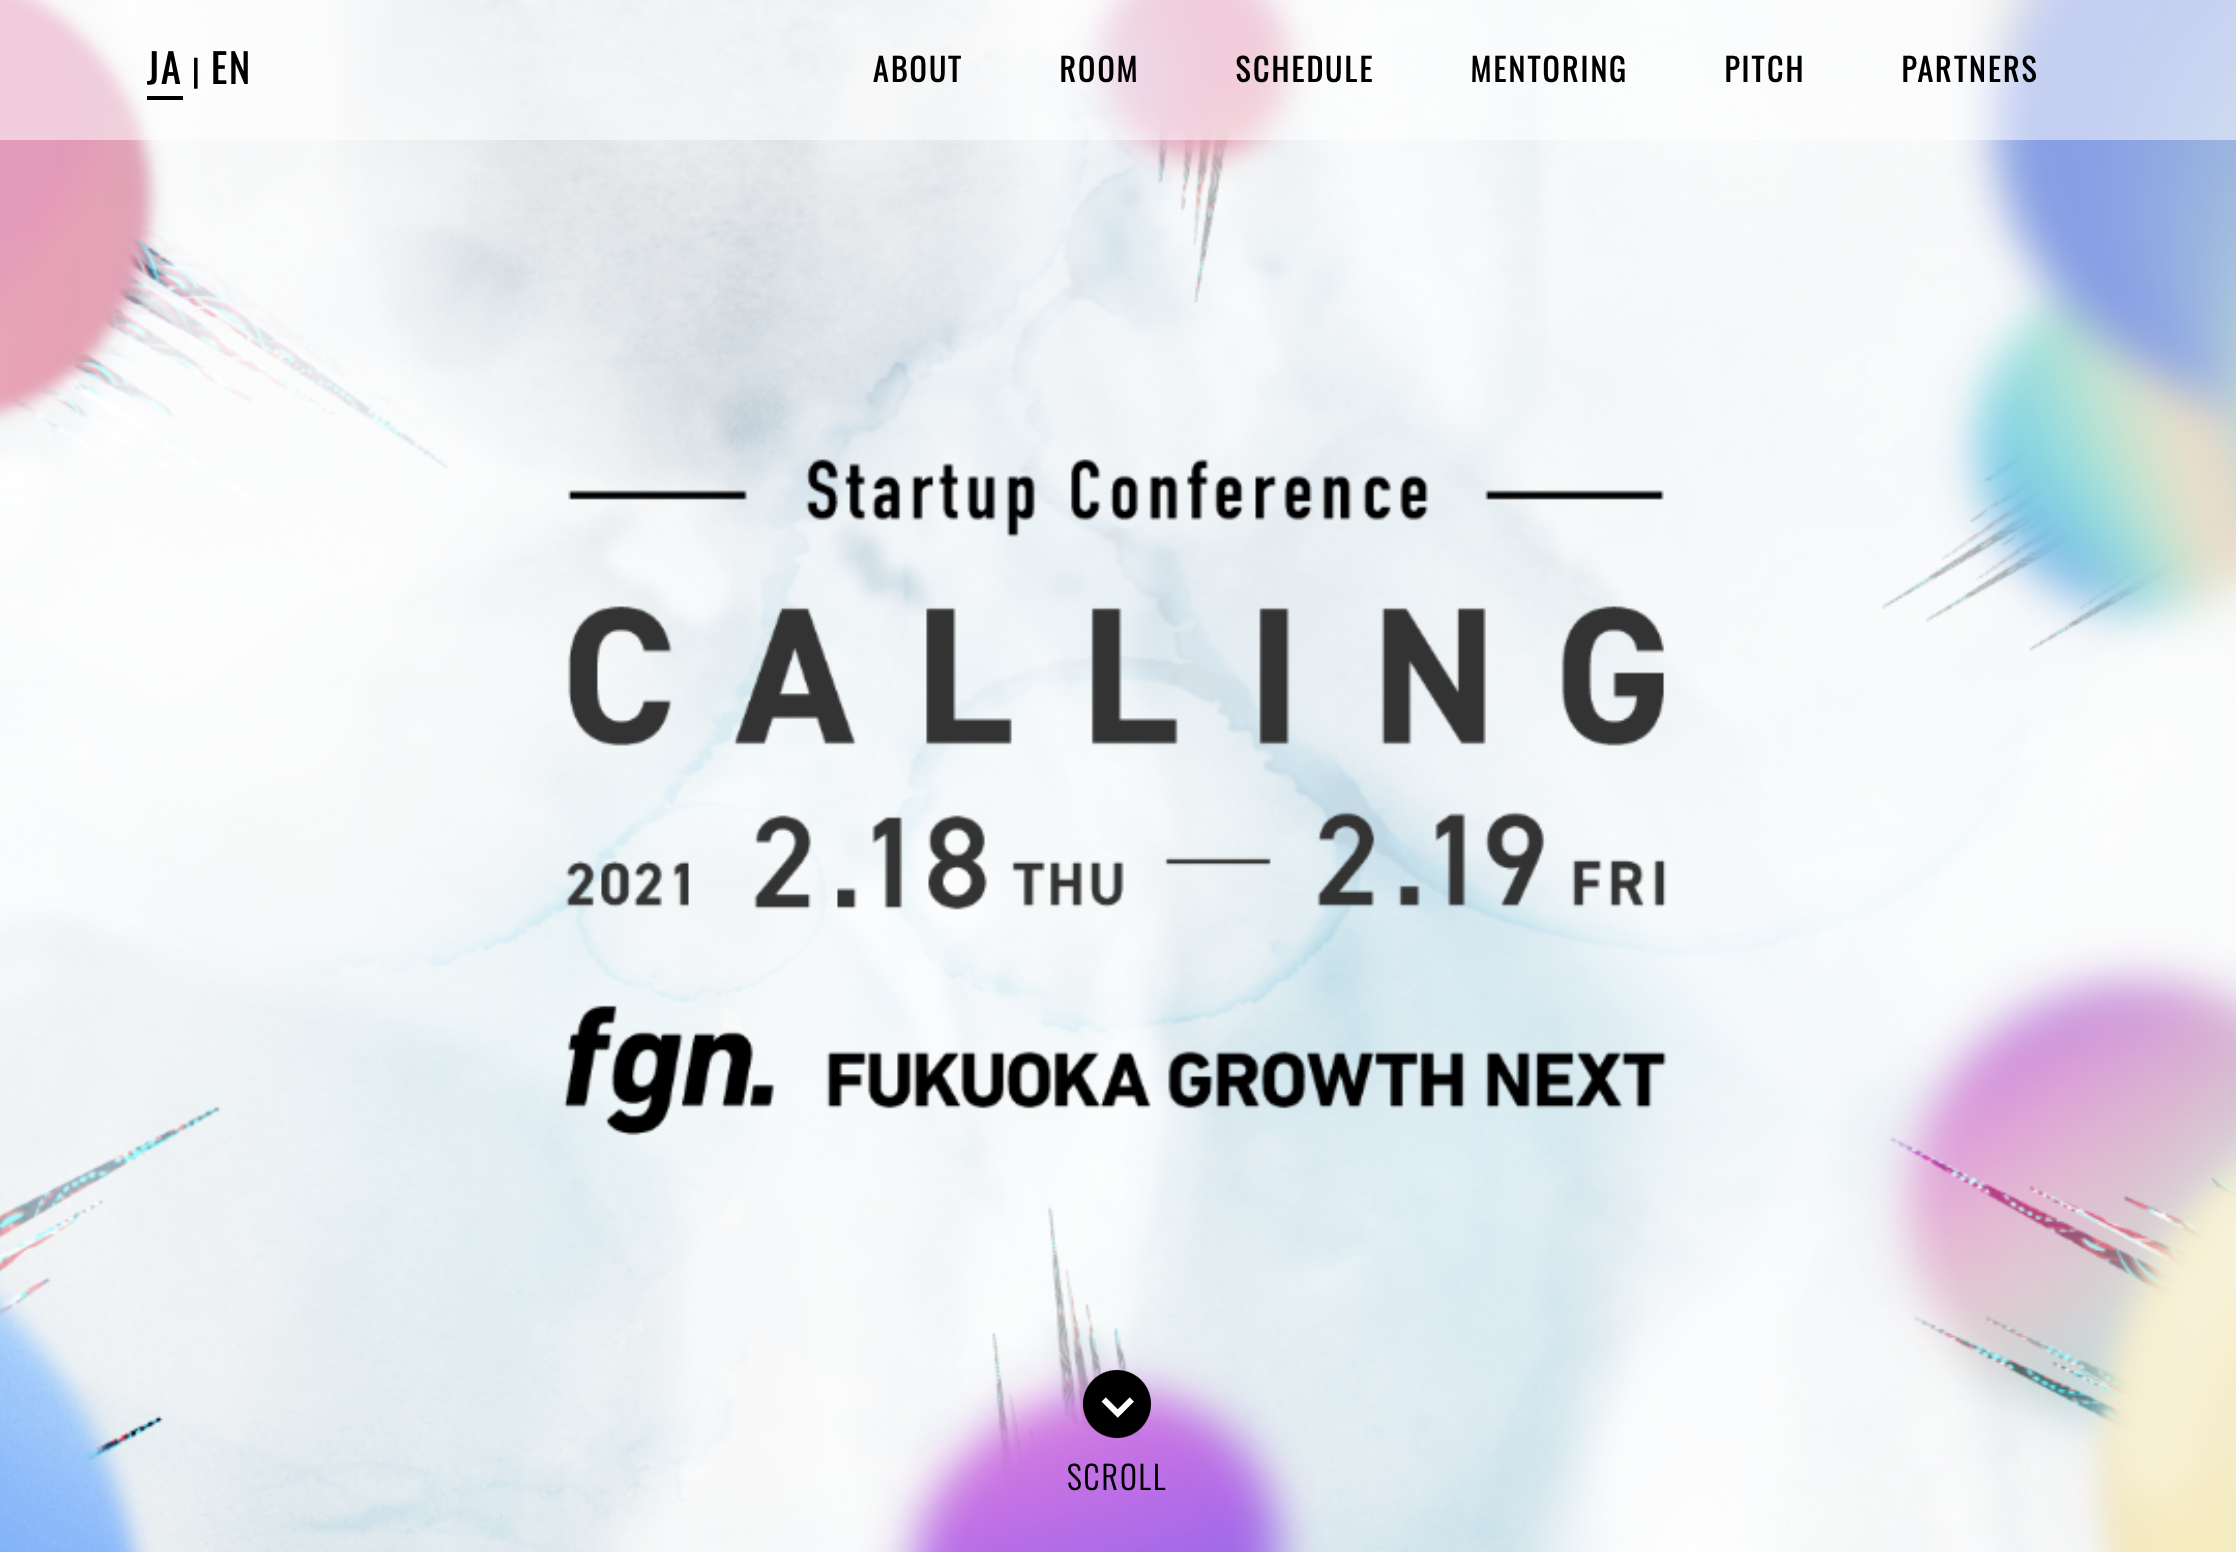 JA | EN
ABOUT ROOM SCHEDULE MENTORING PITCH PARTNERS
Startup Conference
CALLING
2021 2.18 THU — 2.19 FRI
fgn. FUKUOKA GROWTH NEXT
SCROLL